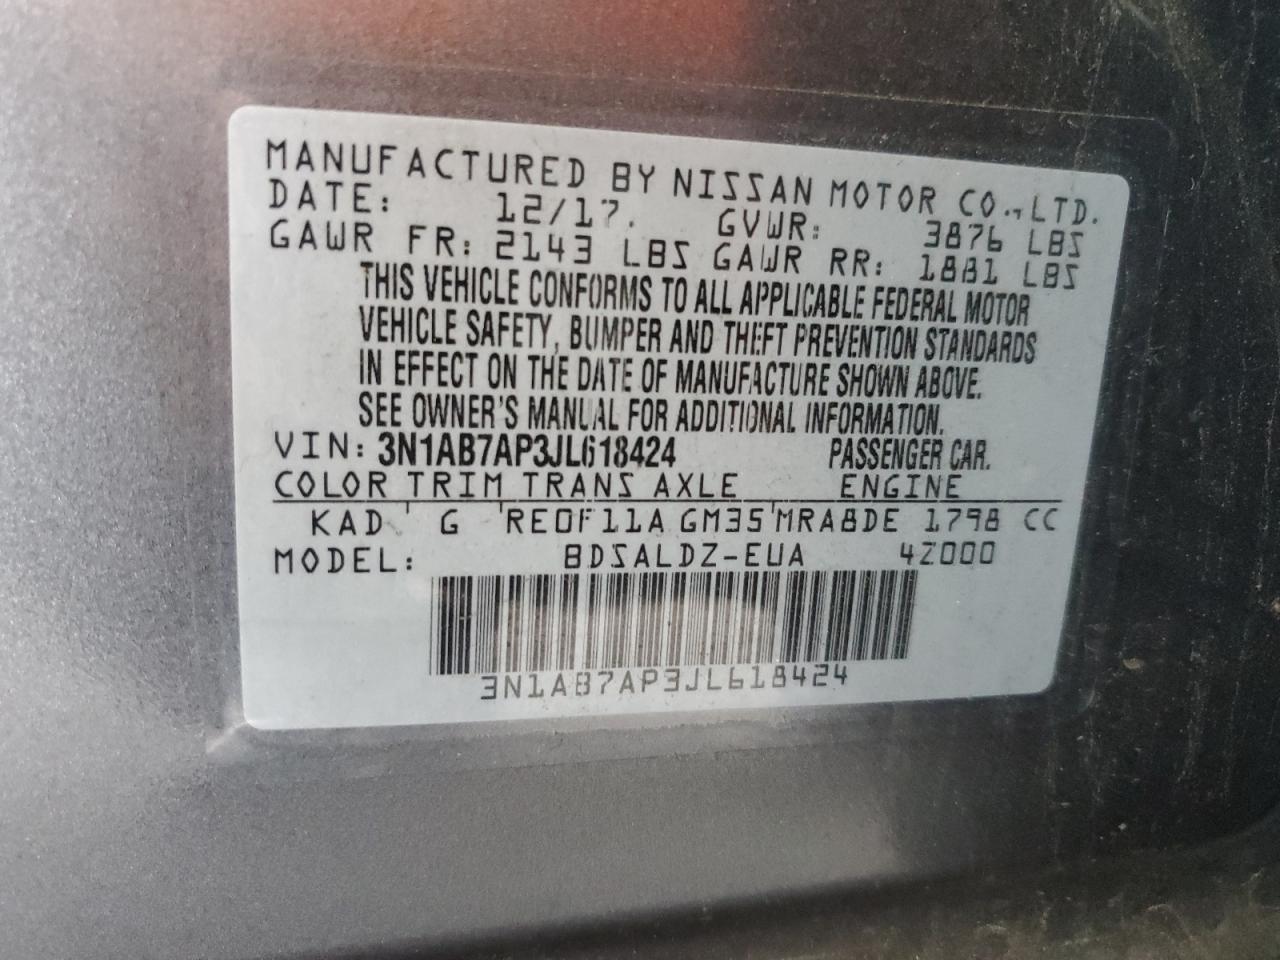 MANUFACTURED BY NISSAN MOTOR CO.,LTD.
DATE: 12/17. GVWR: 3876 LBS
GAWR FR: 2143 LBS GAWR RR: 1881 LBS
THIS VEHICLE CONFORMS TO ALL APPLICABLE FEDERAL MOTOR
VEHICLE SAFETY, BUMPER AND THEFT PREVENTION STANDARDS
IN EFFECT ON THE DATE OF MANUFACTURE SHOWN ABOVE.
SEE OWNER'S MANUAL FOR ADDITIONAL INFORMATION.
VIN: 3N1AB7AP3JL618424 PASSENGER CAR.
COLOR TRIM TRANS AXLE ENGINE
KAD ' G 'RE0F11A GM35'MRA8DE 1798 CC
MODEL: BDSALDZ-EUA 4Z000
3N1AB7AP3JL618424